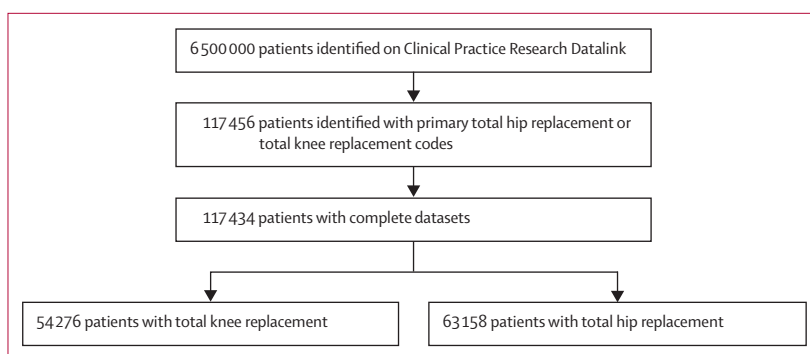 6 500 000 patients identified on Clinical Practice Research Datalink
117 456 patients identified with primary total hip replacement or
total knee replacement codes
117 434 patients with complete datasets
54 276 patients with total knee replacement
63 158 patients with total hip replacement